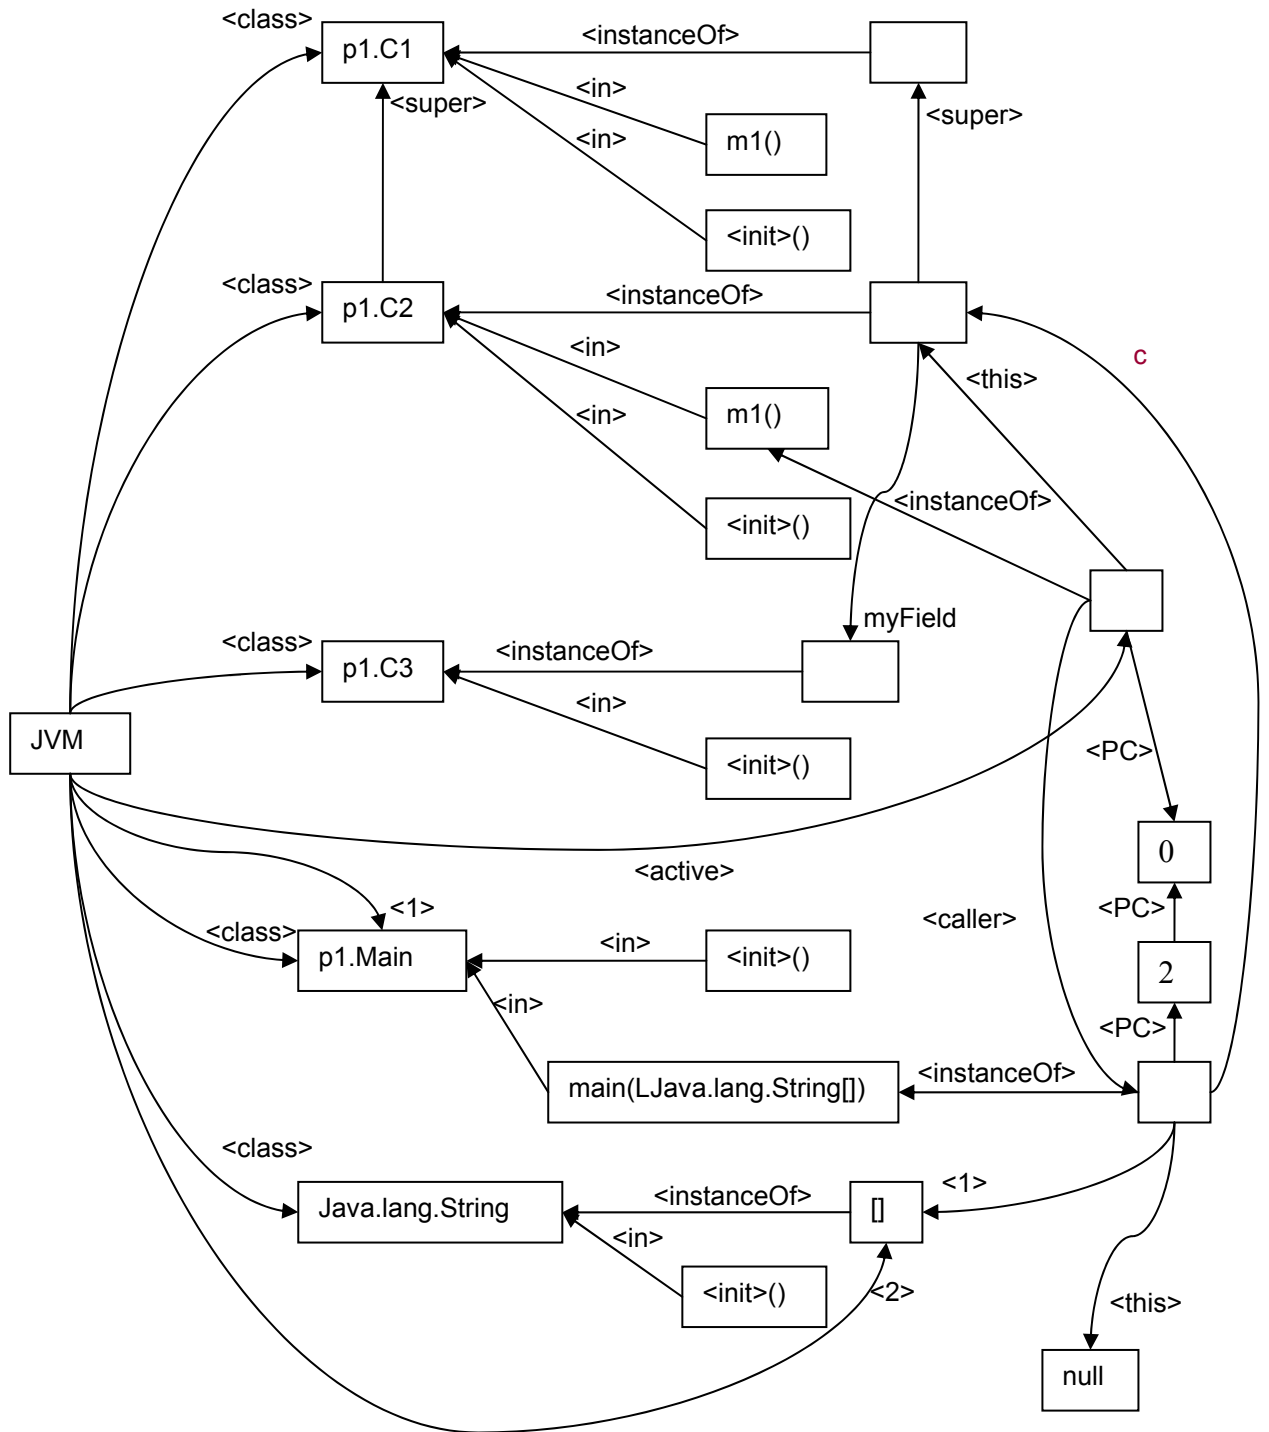 <class>
p1.C1
<instanceOf>
<in>
<super>
<super>
<in>
m1()
<init>()
<class>
p1.C2
<instanceOf>
<in>
c
<this>
<in>
m1()
<instanceOf>
<init>()
<class>
p1.C3
<instanceOf>
myField
<in>
JVM
<init>()
<PC>
0
<active>
<1>
<caller>
<PC>
<class>
p1.Main
<in>
<init>()
2
<in>
<PC>
main(LJava.lang.String[])
<instanceOf>
<class>
Java.lang.String
<instanceOf>
[]
<1>
<in>
<init>()
<2>
<this>
null